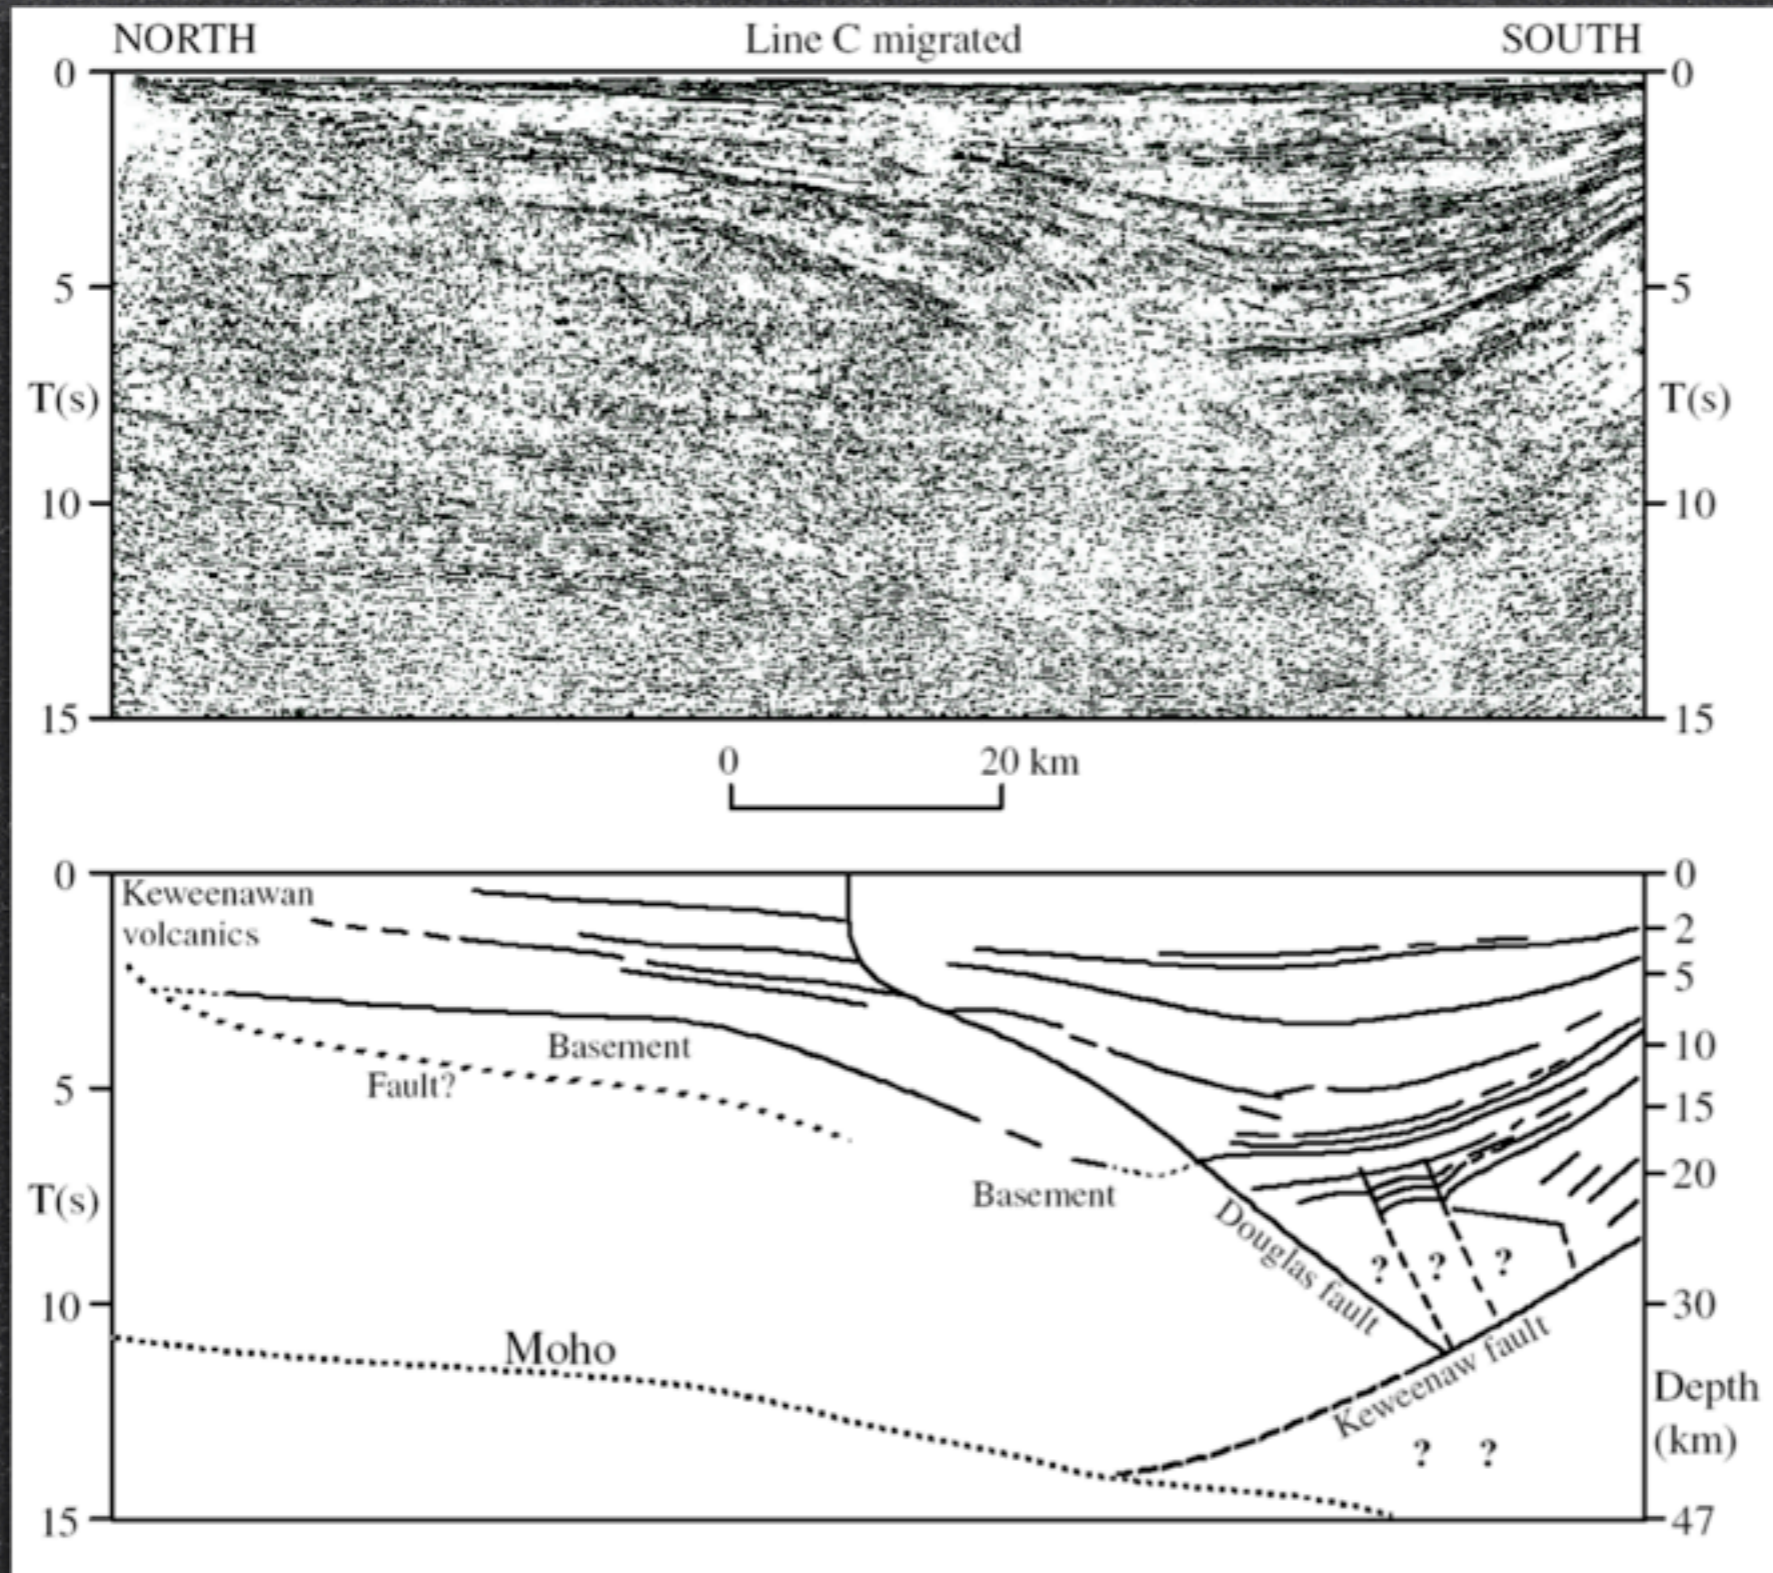 NORTH Line C migrated SOUTH
0 0
5 5
T(s) T(s)
10 10
15 15
0 20 km
0 0
Keweenawan
volcanics
2
5
Basement
10
Fault?
5
15
20
T(s)
Basement
Douglas fault
? ? ?
10 30
Moho
Keweenaw fault
Depth
(km)
? ?
15 47